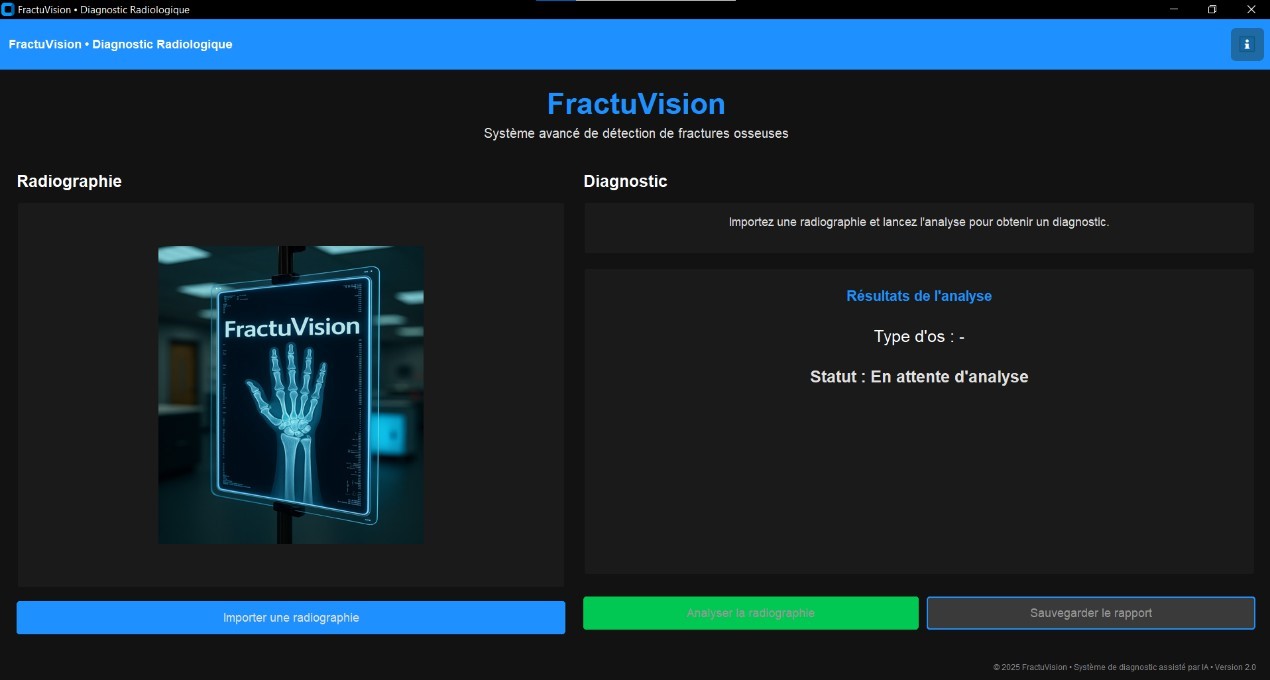 FractuVision • Diagnostic Radiologique
FractuVision • Diagnostic Radiologique
i
FractuVision
Système avancé de détection de fractures osseuses
Radiographie
FractuVision
Importer une radiographie
Diagnostic
Importez une radiographie et lancez l'analyse pour obtenir un diagnostic.
Résultats de l'analyse
Type d'os : -
Statut : En attente d'analyse
Analyser la radiographie
Sauvegarder le rapport
© 2025 FractuVision • Système de diagnostic assisté par IA • Version 2.0